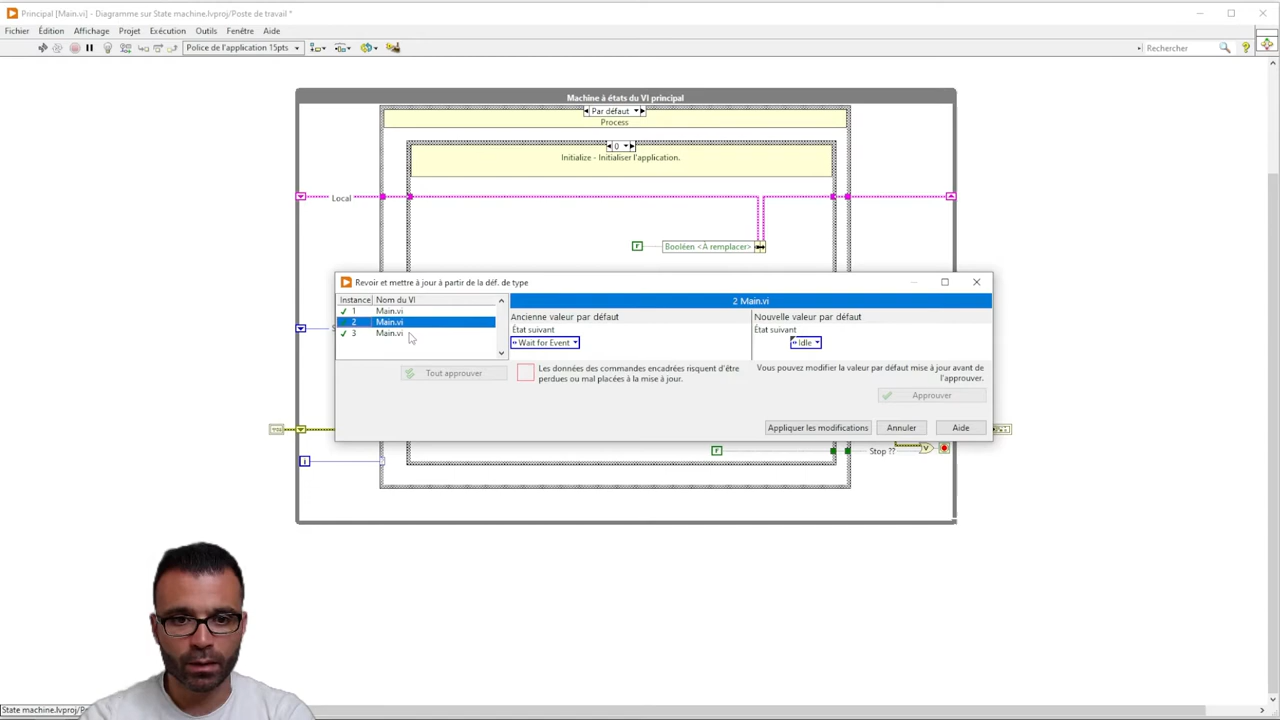 Principal [Main.vi] - Diagramme sur State machine.lvproj/Poste de travail *
Fichier Édition Affichage Projet Exécution Outils Fenêtre Aide
Police de l'application 15pts
Rechercher
Machine à états du VI principal
Par défaut
Process
0
Initialize - Initialiser l'application.
Local
F
Booléen <À remplacer>
Revoir et mettre à jour à partir de la déf. de type
Instance Nom du VI
1 Main.vi
2 Main.vi
3 Main.vi
Tout approuver
2 Main.vi
Ancienne valeur par défaut
État suivant
Wait for Event
Nouvelle valeur par défaut
État suivant
Idle
Les données des commandes encadrées risquent d'être
perdues ou mal placées à la mise à jour.
Vous pouvez modifier la valeur par défaut mise à jour avant de
l'approuver.
Approuver
Appliquer les modifications
Annuler
Aide
F
Stop ??
i
State machine.lvproj/Po